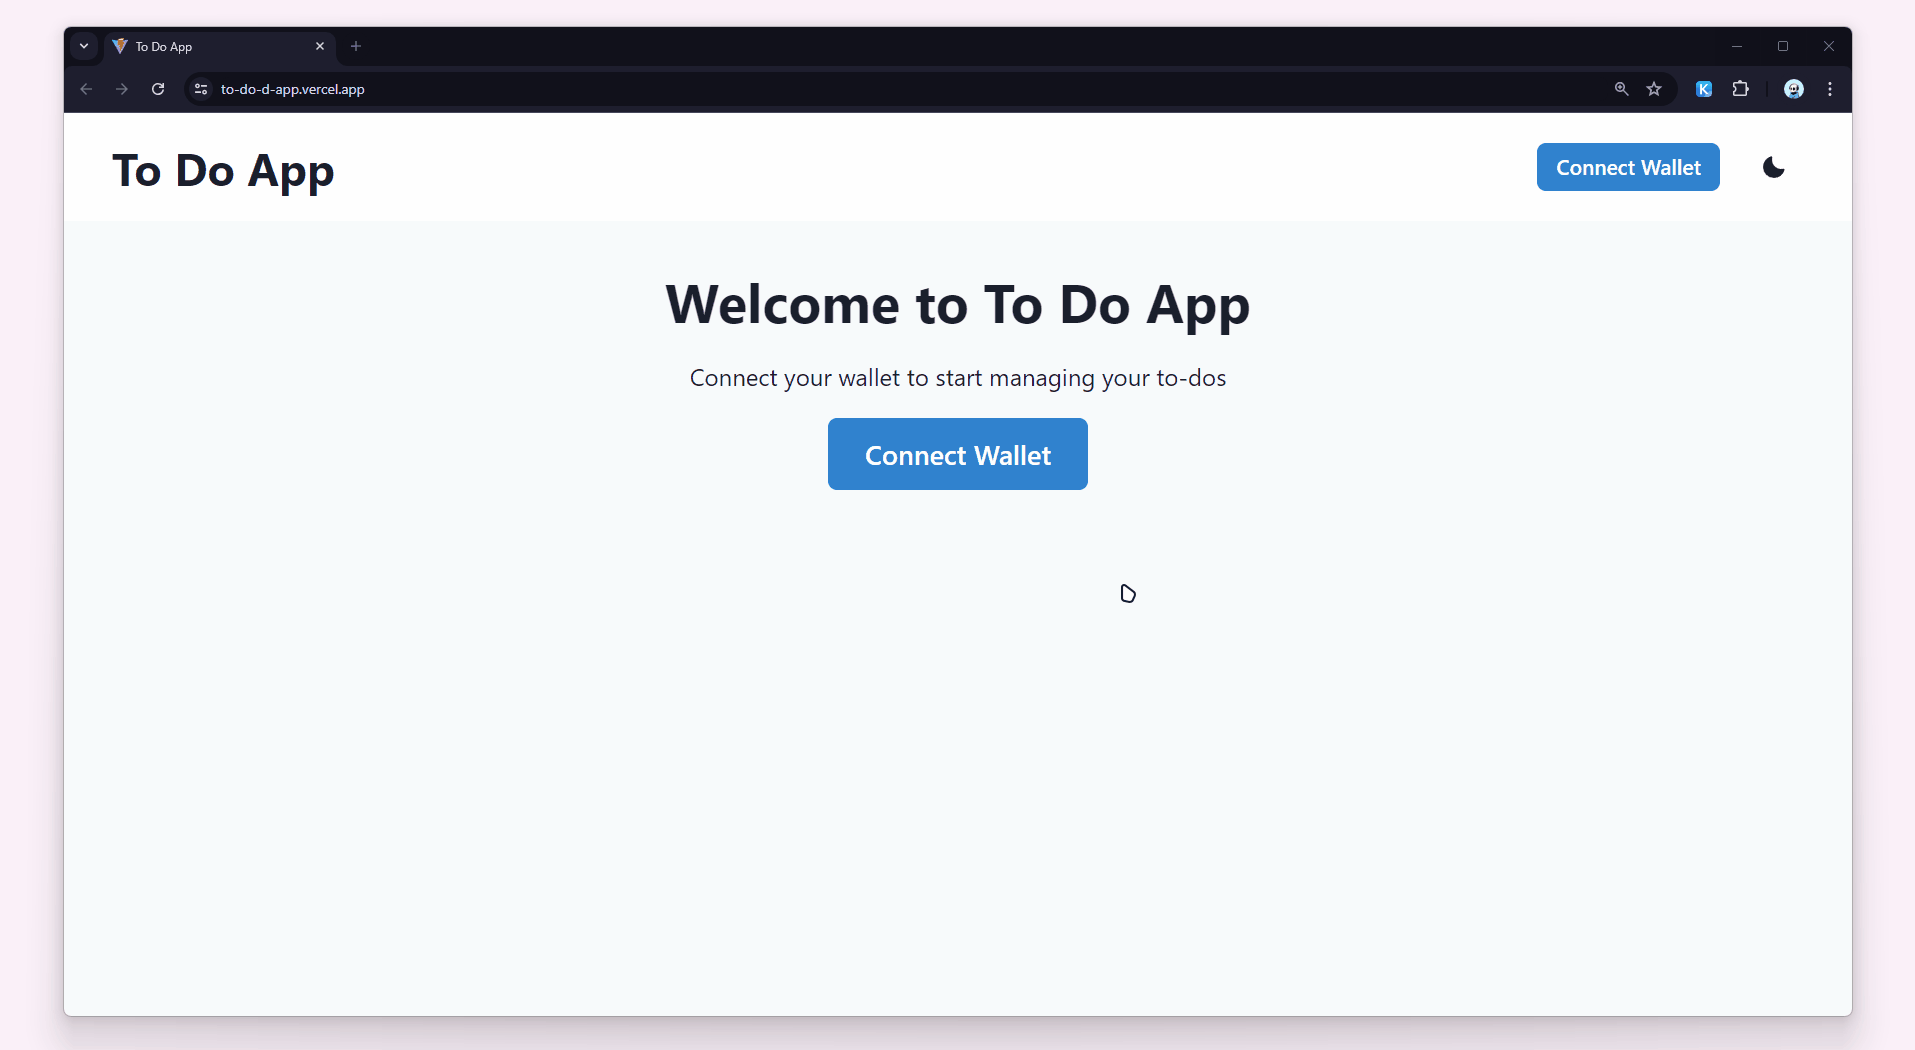 To Do App
to-do-d-app.vercel.app
K
To Do App
Connect Wallet
Welcome to To Do App
Connect your wallet to start managing your to-dos
Connect Wallet